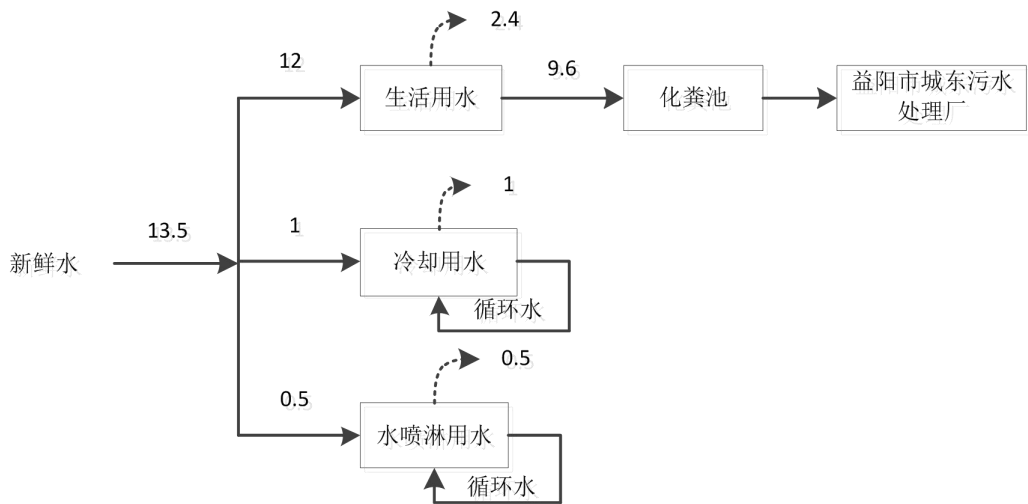 2.4
12
9.6
生活用水
化粪池
益阳市城东污水
处理厂
1
13.5
1
新鲜水
冷却用水
循环水
0.5
0.5
水喷淋用水
循环水